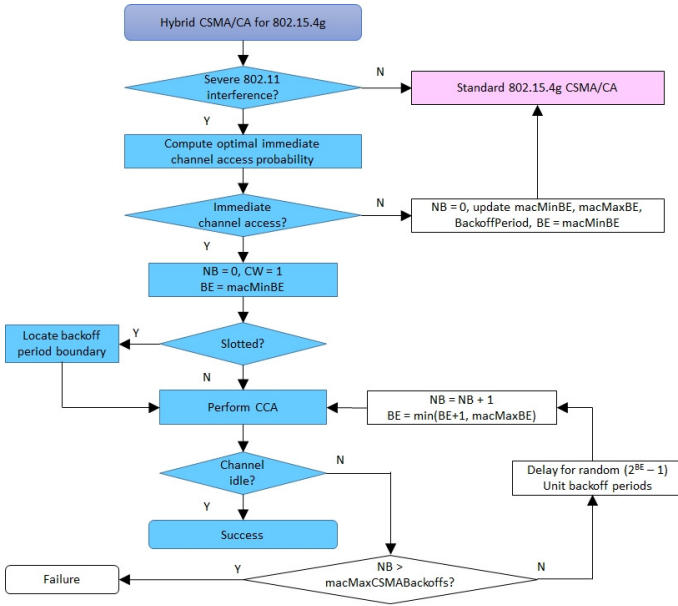 Hybrid CSMA/CA for 802.15.4g
Severe 802.11
interference?
N
Standard 802.15.4g CSMA/CA
Y
Compute optimal immediate
channel access probability
Immediate
channel access?
N
NB = 0, update macMinBE, macMaxBE,
BackoffPeriod, BE = macMinBE
Y
NB = 0, CW = 1
BE = macMinBE
Locate backoff
period boundary
Y
Slotted?
N
Perform CCA
NB = NB + 1
BE = min(BE+1, macMaxBE)
Channel
idle?
N
Delay for random (2^BE – 1)
Unit backoff periods
Y
Success
NB >
macMaxCSMABackoffs?
Y
N
Failure